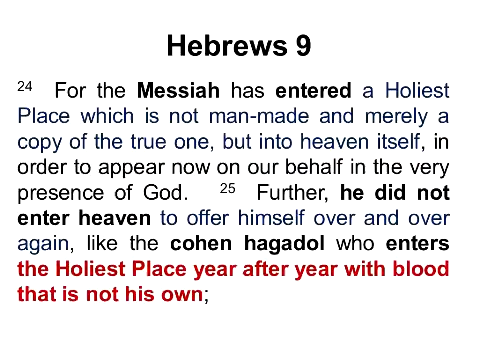 Hebrews 9
24 For the Messiah has entered a Holiest
Place which is not man-made and merely a
copy of the true one, but into heaven itself, in
order to appear now on our behalf in the very
presence of God. 25 Further, he did not
enter heaven to offer himself over and over
again, like the cohen hagadol who enters
the Holiest Place year after year with blood
that is not his own;